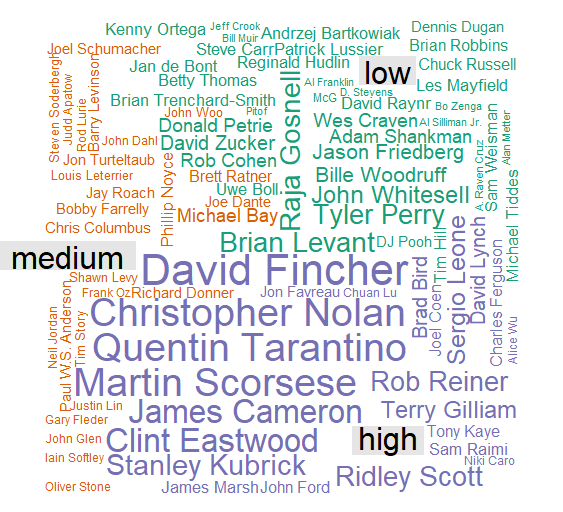 Kenny Ortega
Jeff Crook
Bill Muir
Andrzej Bartkowiak
Dennis Dugan
Joel Schumacher
Steve Carr
Patrick Lussier
Brian Robbins
Jan de Bont
Reginald Hudlin
low
Chuck Russell
Betty Thomas
Al Franklin
Les Mayfield
Steven Soderbergh
Judd Apatow
Rod Lurie
Barry Levinson
Brian Trenchard-Smith
McG
D. Stevens
David Raynr
Bo Zenga
John Woo
Pitof
Raja Gosnell
Wes Craven
Al Silliman Jr.
Sam Weisman
Alan Metter
Donald Petrie
Adam Shankman
John Dahl
David Zucker
Jason Friedberg
A. Raven Cruz
Jon Turteltaub
Rob Cohen
Louis Leterrier
Phillip Noyce
Brett Ratner
Bille Woodruff
Michael Tiddes
Jay Roach
Uwe Boll
John Whitesell
Bobby Farrelly
Joe Dante
Michael Bay
Tyler Perry
Chris Columbus
Brian Levant
DJ Pooh
Tim Hill
Sergio Leone
David Lynch
medium
David Fincher
Brad Bird
Joel Coen
Charles Ferguson
Alice Wu
Shawn Levy
Frank Oz
Richard Donner
Jon Favreau
Chuan Lu
Neil Jordan
Paul W.S. Anderson
Tim Story
Christopher Nolan
Quentin Tarantino
Martin Scorsese
Rob Reiner
Justin Lin
James Cameron
Terry Gilliam
Gary Fleder
John Glen
Clint Eastwood
high
Tony Kaye
Sam Raimi
Iain Softley
Stanley Kubrick
Niki Caro
Ridley Scott
Oliver Stone
James Marsh
John Ford